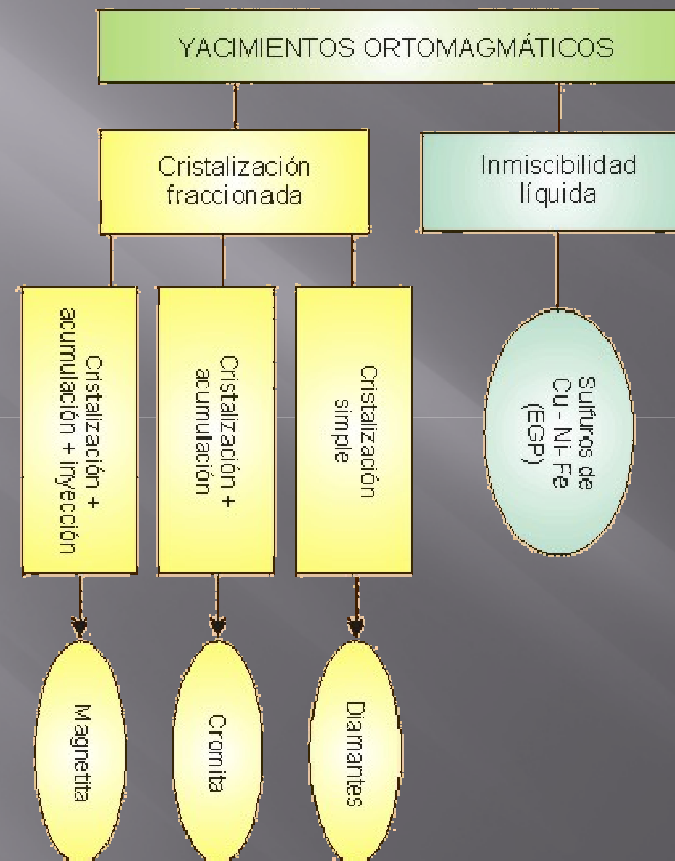 YACIMIENTOS ORTOMAGMÁTICOS
Cristalización
fraccionada
Inmiscibilidad
líquida
Cristalización +
acumulación + inyección
Cristalización +
acumulación
Cristalización
simple
Sulfuros de
Cu - Ni- Fe
(EGP)
Magnetita
Cromita
Diamantes